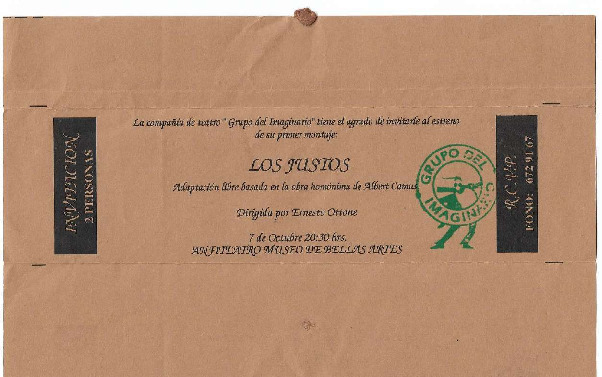 INVITACION
2 PERSONAS
La compañía de teatro " Grupo del Imaginario" tiene el agrado de invitarle al estreno
de su primer montaje:
LOS JUSTOS
Adaptación libre basada en la obra homónima de Albert Camus
Dirigida por Ernesto Ottone
7 de Octubre 20:30 hrs.
ANFITEATRO MUSEO DE BELLAS ARTES
GRUPO DEL
IMAGINARIO
R.C. VIP.
FONO: 672 91 67